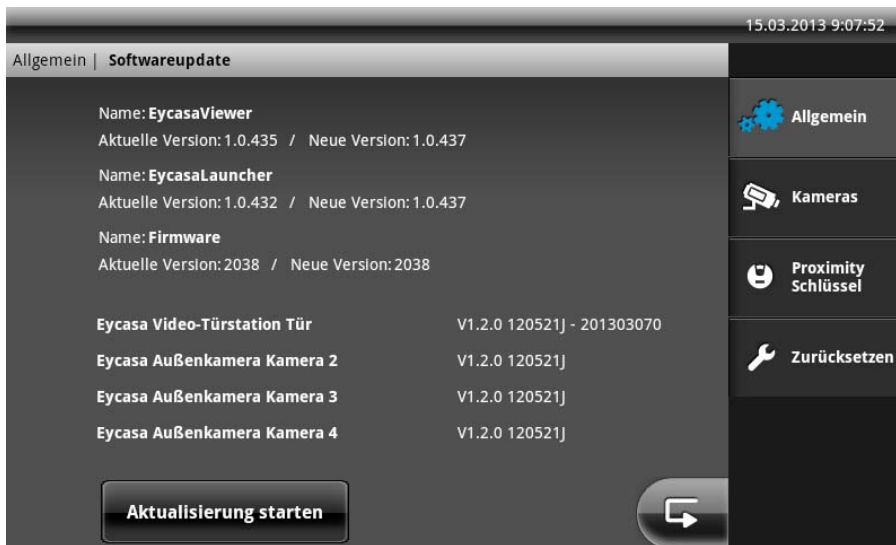 15.03.2013 9:07:52
Allgemein | Softwareupdate
Name: EycasaViewer
Aktuelle Version: 1.0.435 / Neue Version: 1.0.437
Name: EycasaLauncher
Aktuelle Version: 1.0.432 / Neue Version: 1.0.437
Name: Firmware
Aktuelle Version: 2038 / Neue Version: 2038
Eycasa Video-Türstation Tür V1.2.0 120521J - 201303070
Eycasa Außenkamera Kamera 2 V1.2.0 120521J
Eycasa Außenkamera Kamera 3 V1.2.0 120521J
Eycasa Außenkamera Kamera 4 V1.2.0 120521J
Aktualisierung starten
Allgemein
Kameras
Proximity
Schlüssel
Zurücksetzen